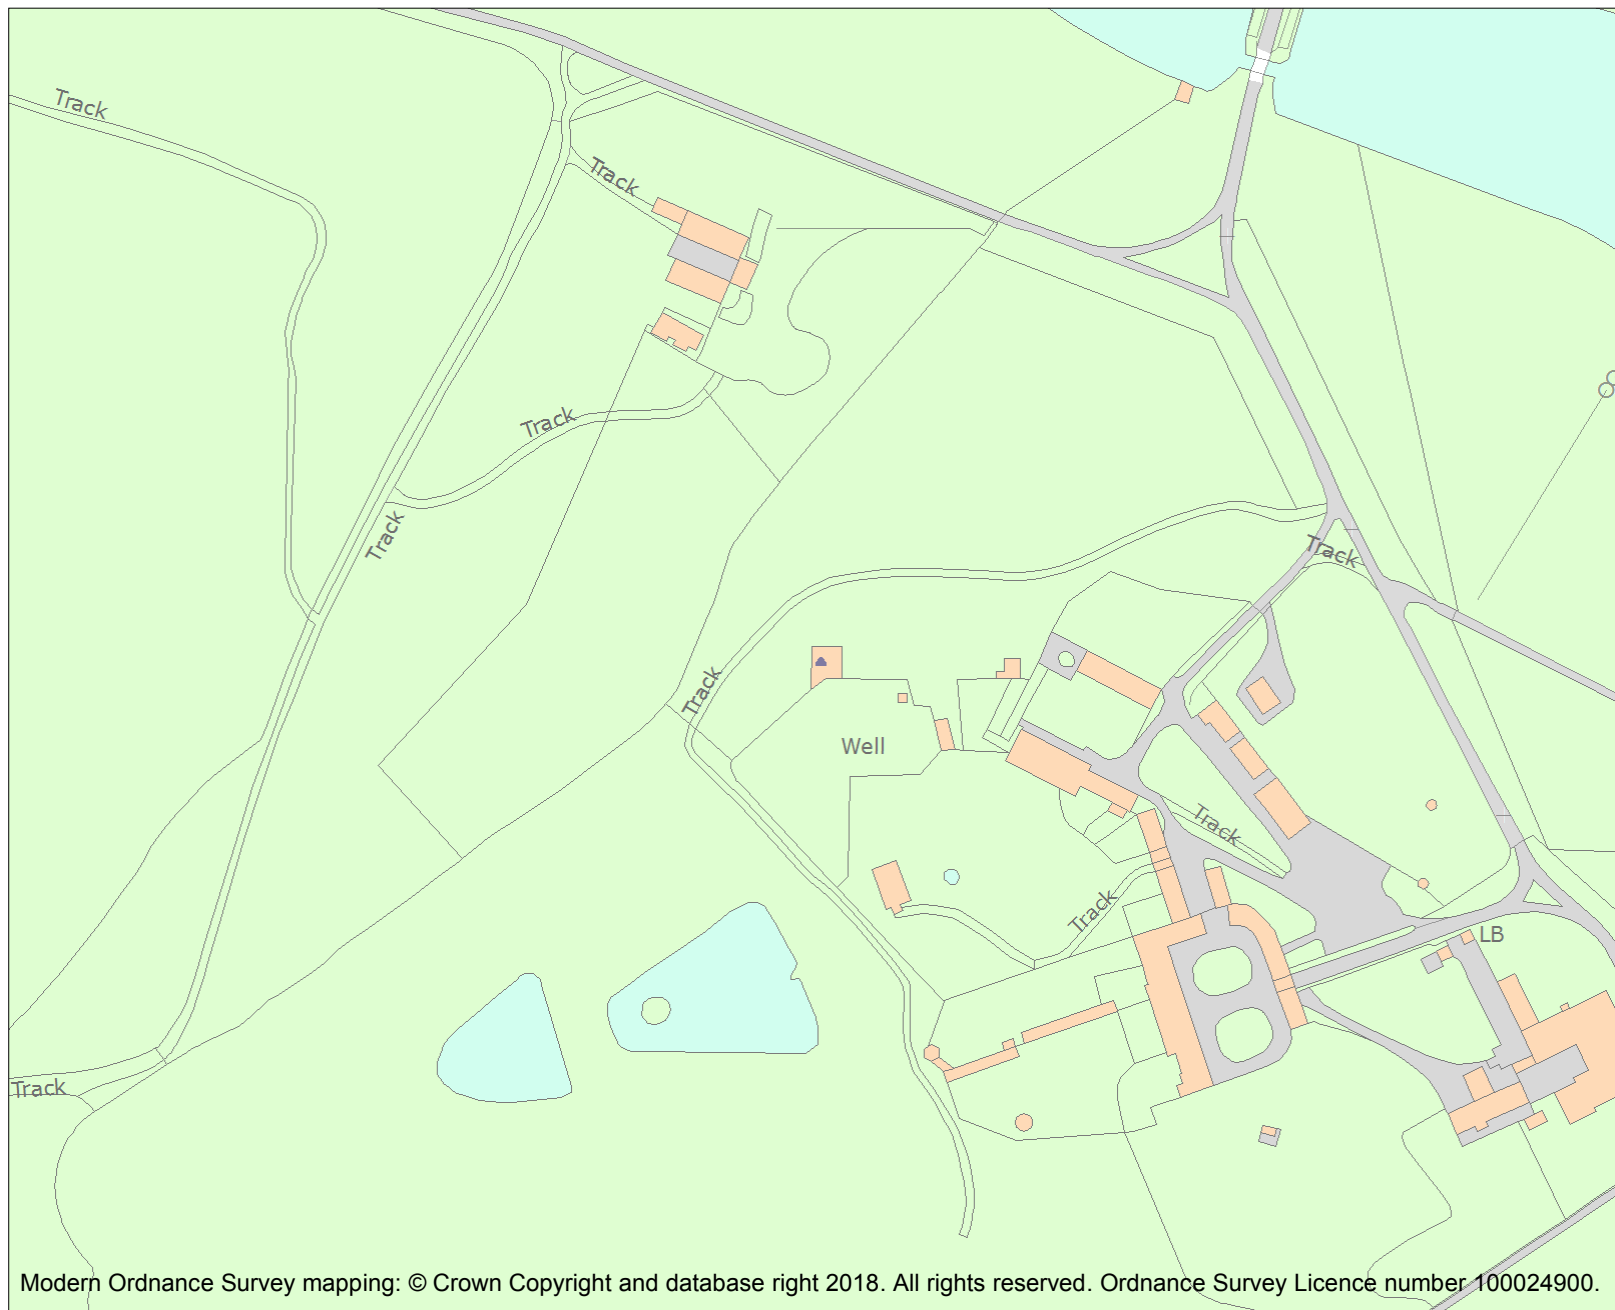 Track
Track
Track
Track
Track
Track
Well
Track
Track
LB
Track
Modern Ordnance Survey mapping: © Crown Copyright and database right 2018. All rights reserved. Ordnance Survey Licence number 100024900.